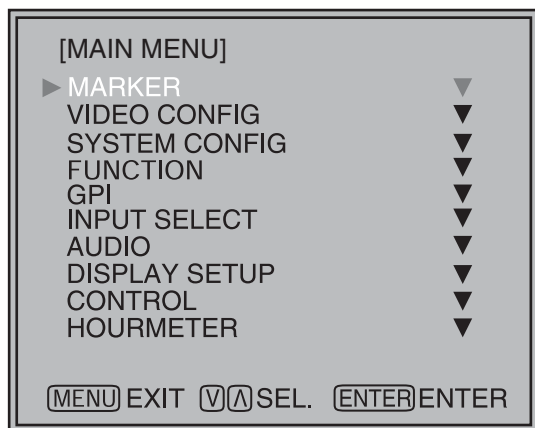 [MAIN MENU]
▶ MARKER ▼
VIDEO CONFIG ▼
SYSTEM CONFIG ▼
FUNCTION ▼
GPI ▼
INPUT SELECT ▼
AUDIO ▼
DISPLAY SETUP ▼
CONTROL ▼
HOURMETER ▼
MENU EXIT V Λ SEL. ENTER ENTER